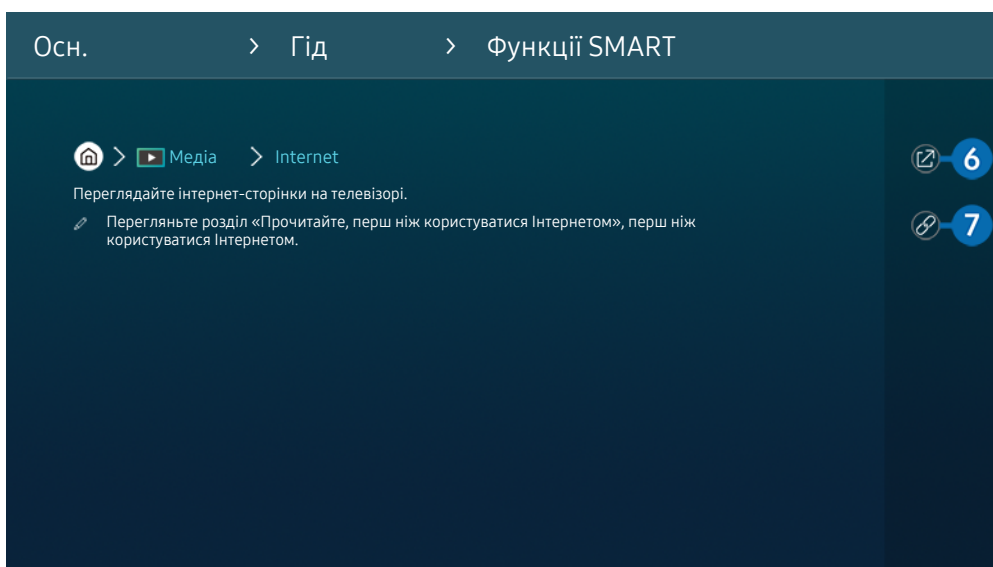 Осн. > Гід > Функції SMART
> Медіа > Internet
6
Переглядайте інтернет-сторінки на телевізорі.
Перегляньте розділ «Прочитайте, перш ніж користуватися Інтернетом», перш ніж
користуватися Інтернетом.
7